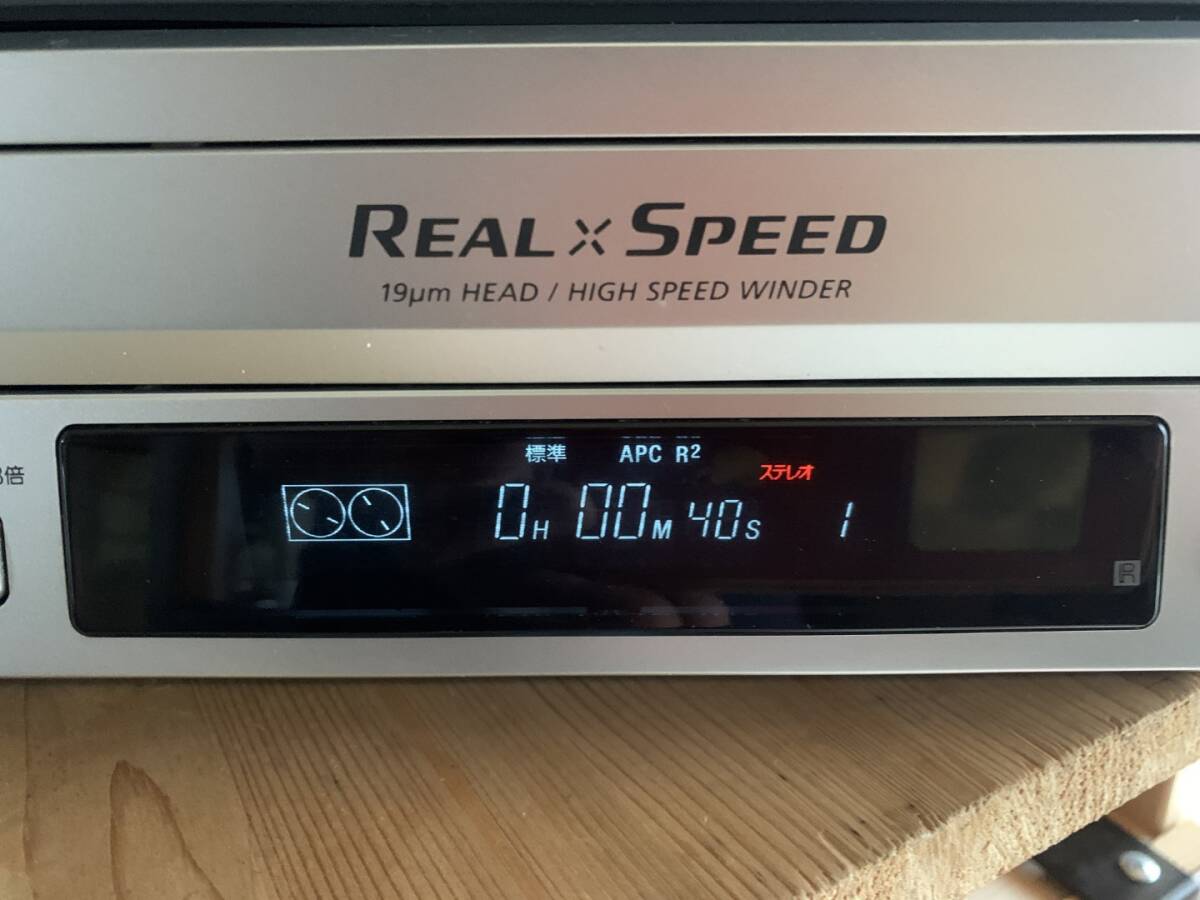 REAL × SPEED
19µm HEAD / HIGH SPEED WINDER
標準 APC R²
ステレオ
倍
0H 00M 40S 1